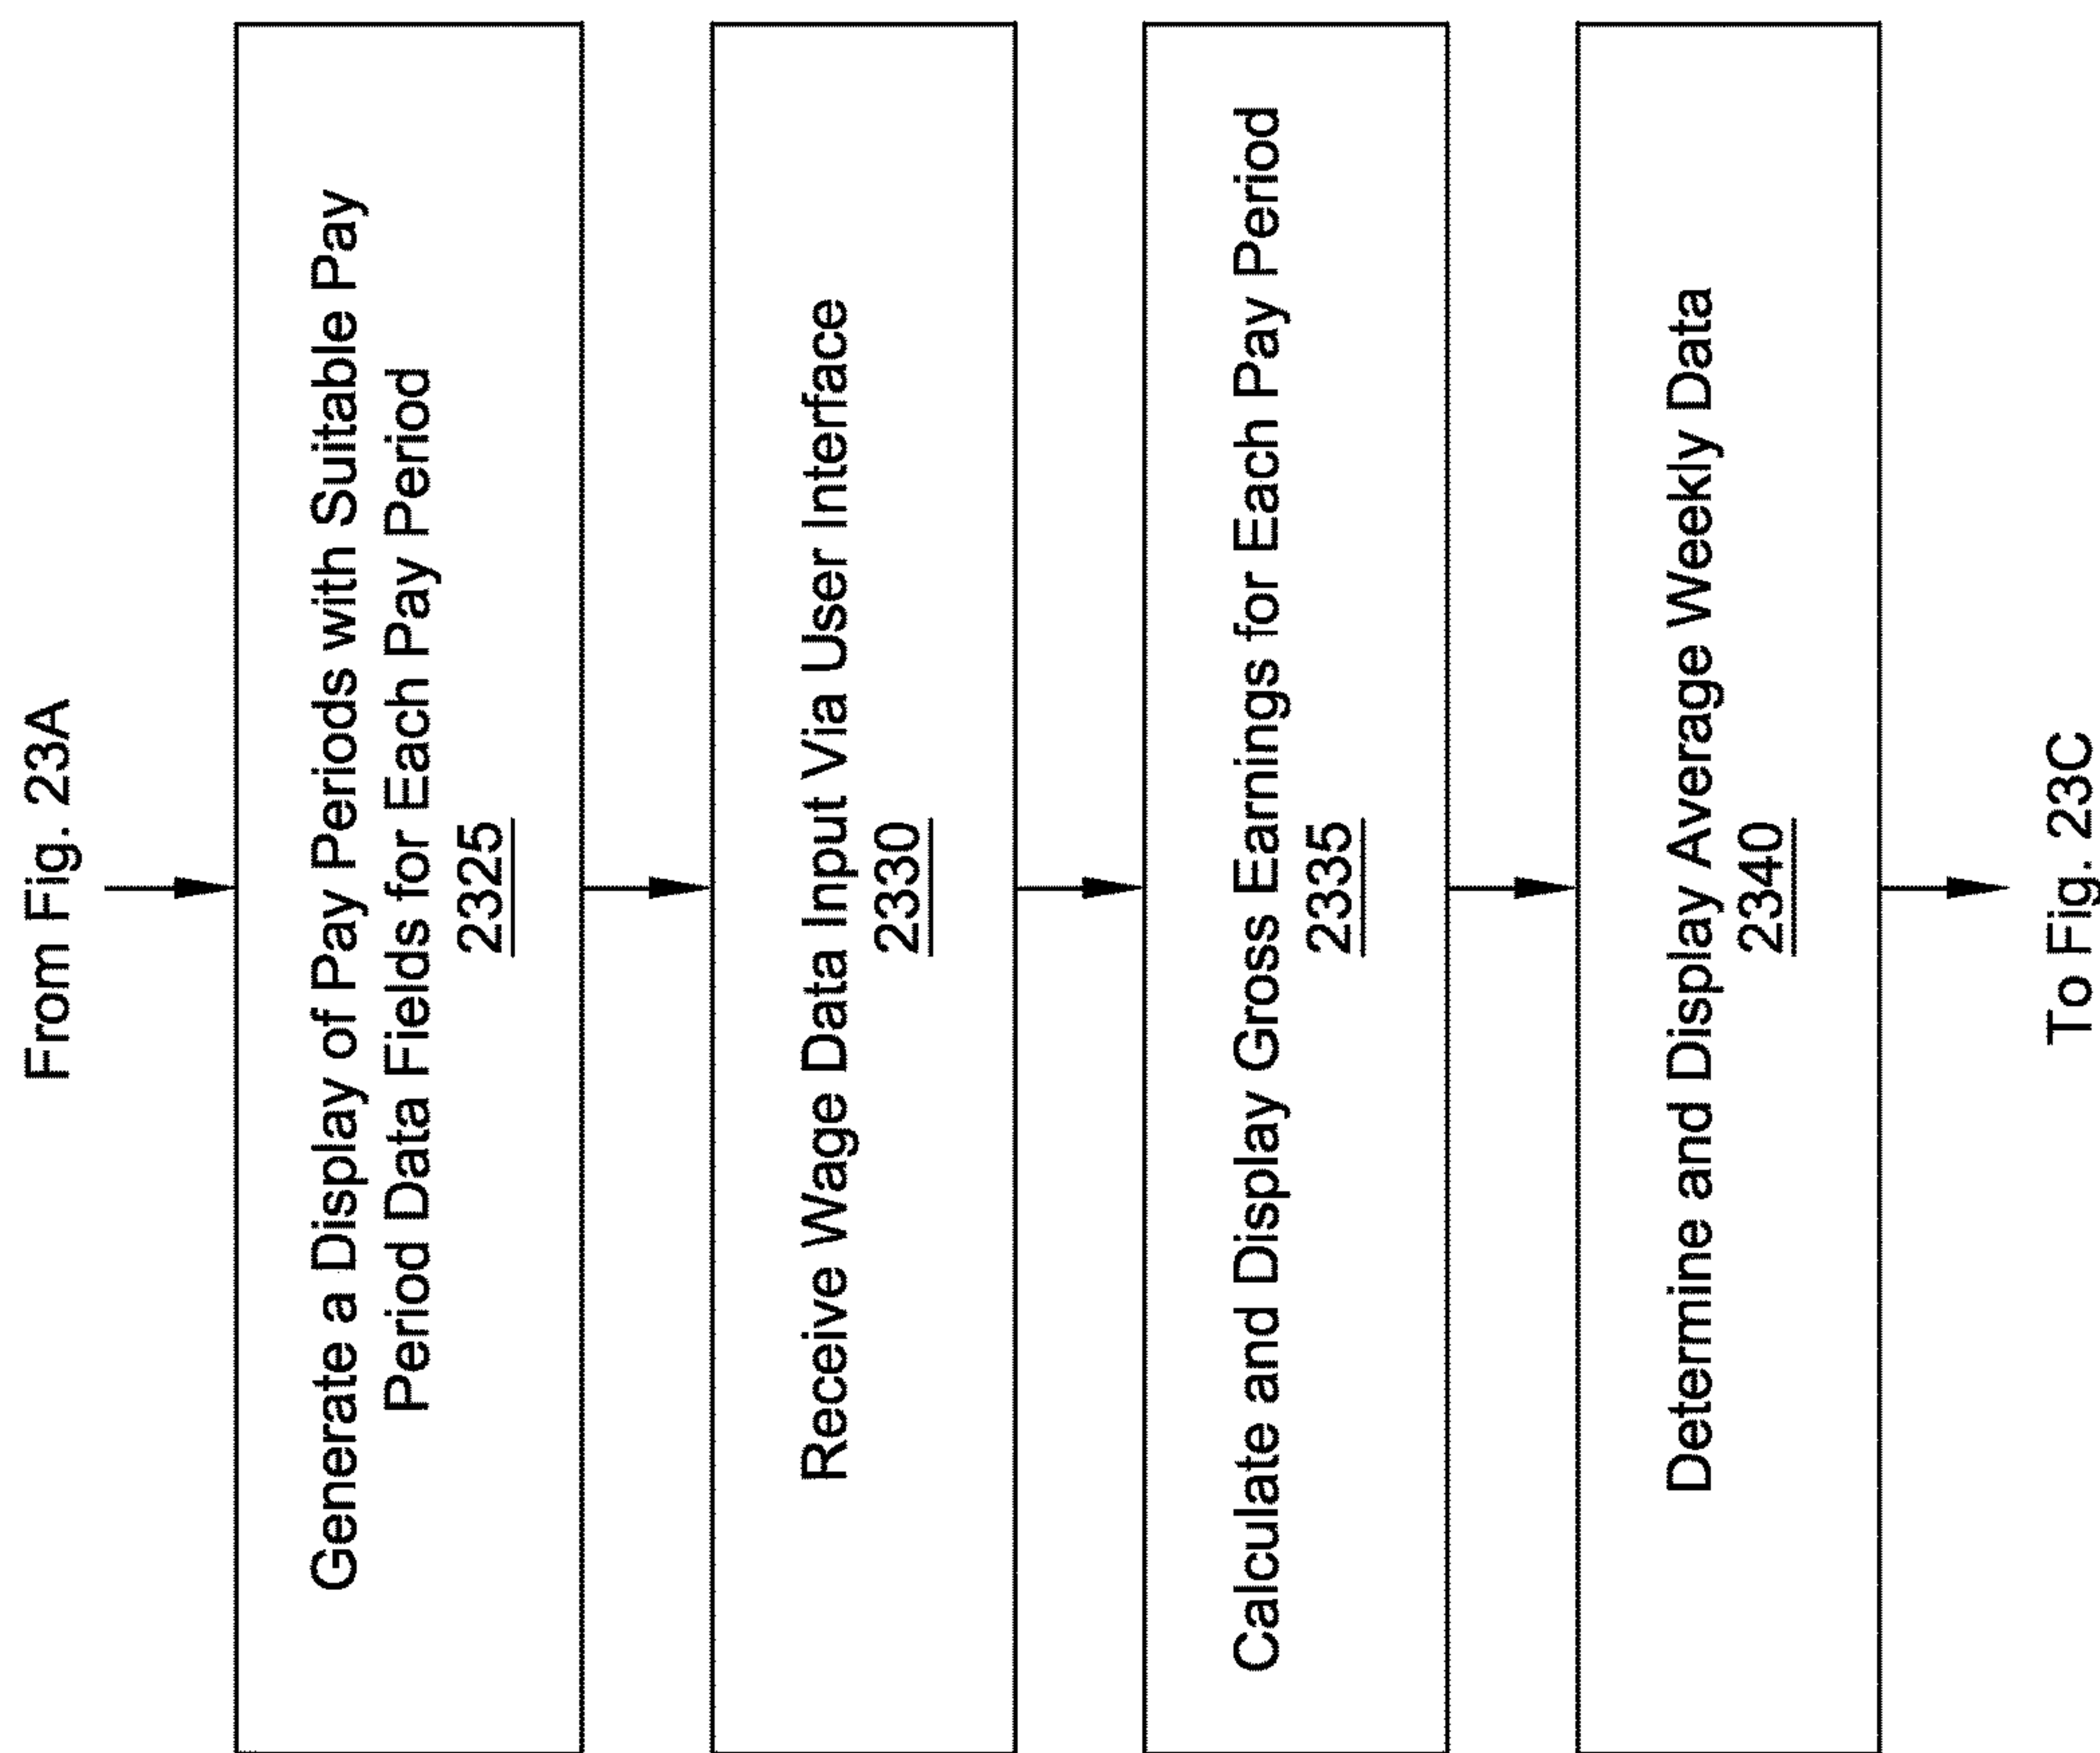 From Fig. 23A
Generate a Display of Pay Periods with Suitable Pay
Period Data Fields for Each Pay Period
2325
Receive Wage Data Input Via User Interface
2330
Calculate and Display Gross Earnings for Each Pay Period
2335
Determine and Display Average Weekly Data
2340
To Fig. 23C